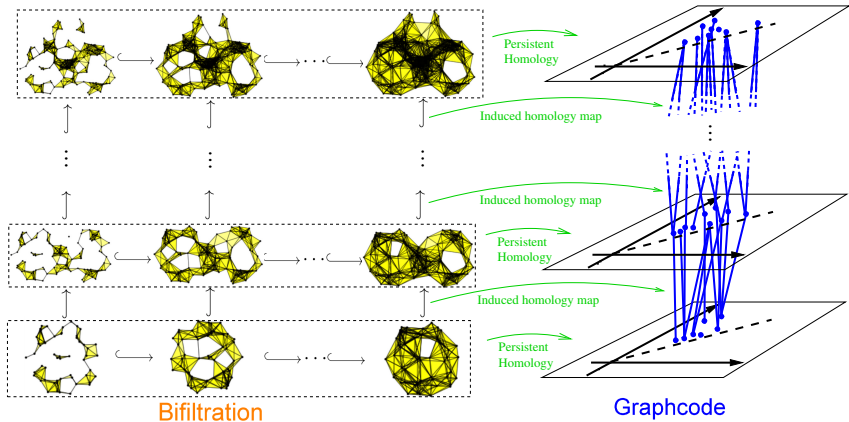 Persistent
Homology
Induced homology map
Induced homology map
Persistent
Homology
Induced homology map
Persistent
Homology
Bifiltration
Graphcode